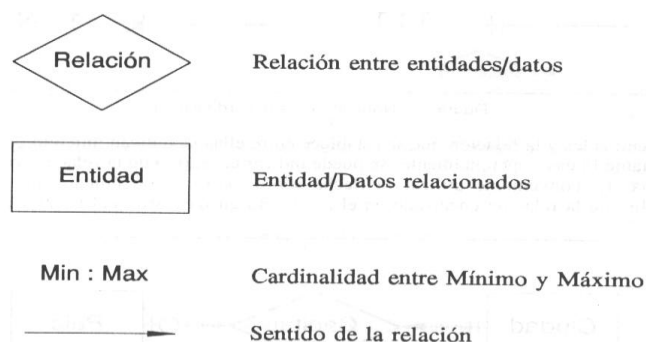 Relación Relación entre entidades/datos
Entidad Entidad/Datos relacionados
Min : Max Cardinalidad entre Mínimo y Máximo
Sentido de la relación